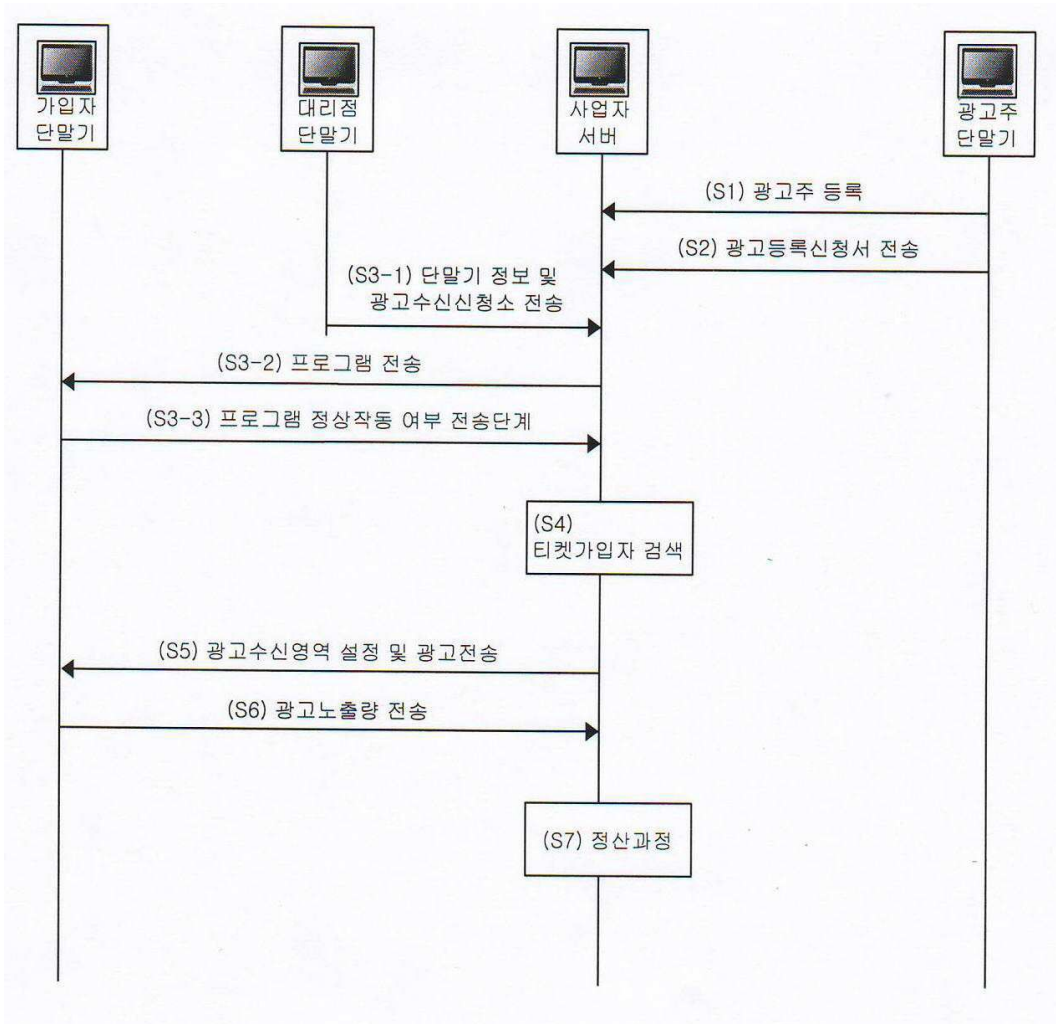 가입자
단말기
대리점
단말기
사업자
서버
광고주
단말기
(S1) 광고주 등록
(S2) 광고등록신청서 전송
(S3-1) 단말기 정보 및
광고수신신청소 전송
(S3-2) 프로그램 전송
(S3-3) 프로그램 정상작동 여부 전송단계
(S4)
티켓가입자 검색
(S5) 광고수신영역 설정 및 광고전송
(S6) 광고노출량 전송
(S7) 정산과정